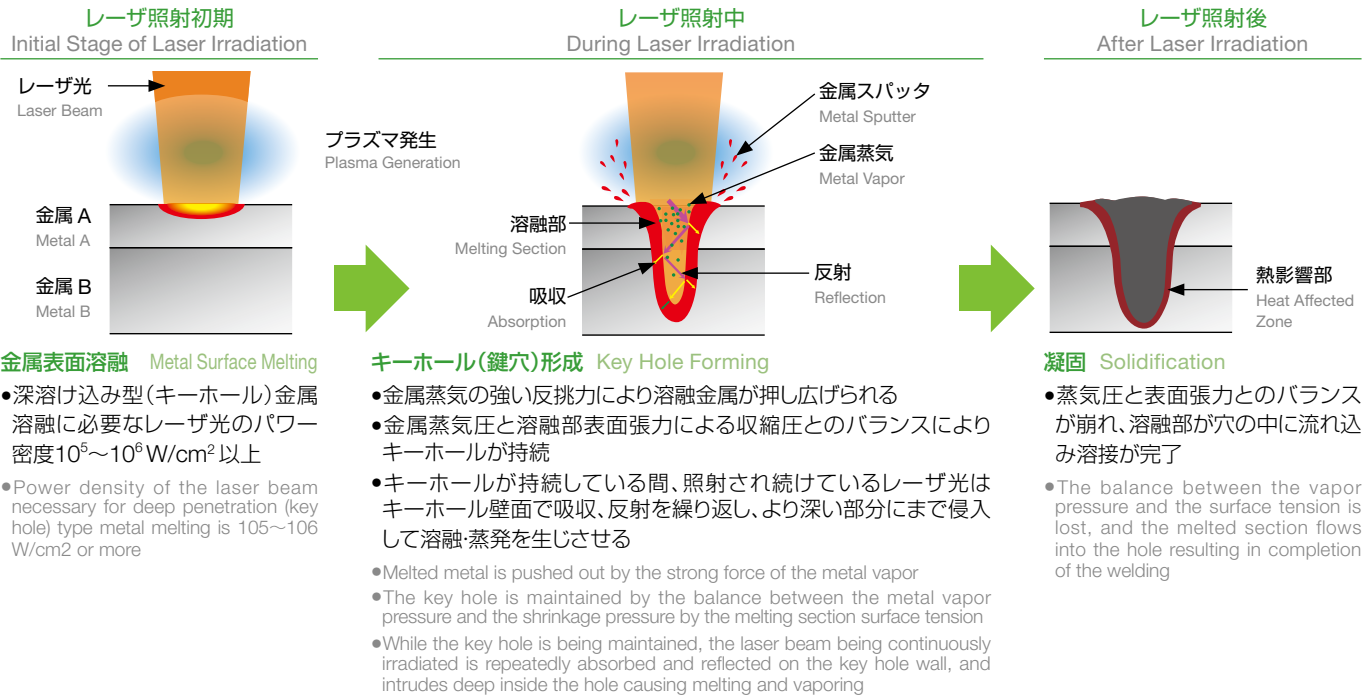 レーザ照射初期
Initial Stage of Laser Irradiation
レーザ光
Laser Beam
プラズマ発生
Plasma Generation
金属 A
Metal A
金属 B
Metal B
金属表面溶融 Metal Surface Melting
●深溶け込み型(キーホール)金属
溶融に必要なレーザ光のパワー
密度10⁵～10⁶ W/cm² 以上
●Power density of the laser beam
necessary for deep penetration (key
hole) type metal melting is 105～106
W/cm2 or more
レーザ照射中
During Laser Irradiation
金属スパッタ
Metal Sputter
金属蒸気
Metal Vapor
溶融部
Melting Section
吸収
Absorption
反射
Reflection
キーホール(鍵穴)形成 Key Hole Forming
●金属蒸気の強い反挑力により溶融金属が押し広げられる
●金属蒸気圧と溶融部表面張力による収縮圧とのバランスにより
キーホールが持続
●キーホールが持続している間、照射され続けているレーザ光は
キーホール壁面で吸収、反射を繰り返し、より深い部分にまで侵入
して溶融・蒸発を生じさせる
●Melted metal is pushed out by the strong force of the metal vapor
●The key hole is maintained by the balance between the metal vapor
pressure and the shrinkage pressure by the melting section surface tension
●While the key hole is being maintained, the laser beam being continuously
irradiated is repeatedly absorbed and reflected on the key hole wall, and
intrudes deep inside the hole causing melting and vaporing
レーザ照射後
After Laser Irradiation
熱影響部
Heat Affected
Zone
凝固 Solidification
●蒸気圧と表面張力とのバランス
が崩れ、溶融部が穴の中に流れ込
み溶接が完了
●The balance between the vapor
pressure and the surface tension is
lost, and the melted section flows
into the hole resulting in completion
of the welding